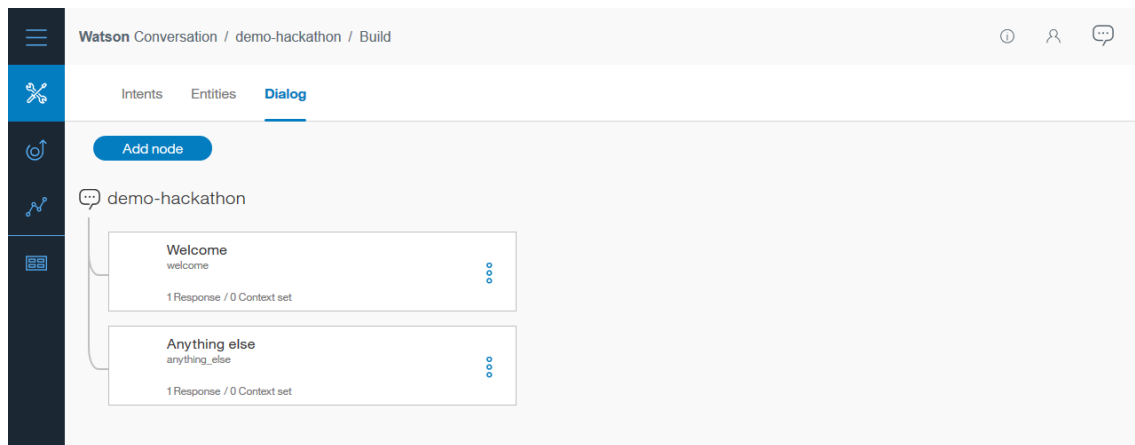 Watson Conversation / demo-hackathon / Build
Intents Entities Dialog
Add node
demo-hackathon
Welcome
welcome
1 Response / 0 Context set
Anything else
anything_else
1 Response / 0 Context set